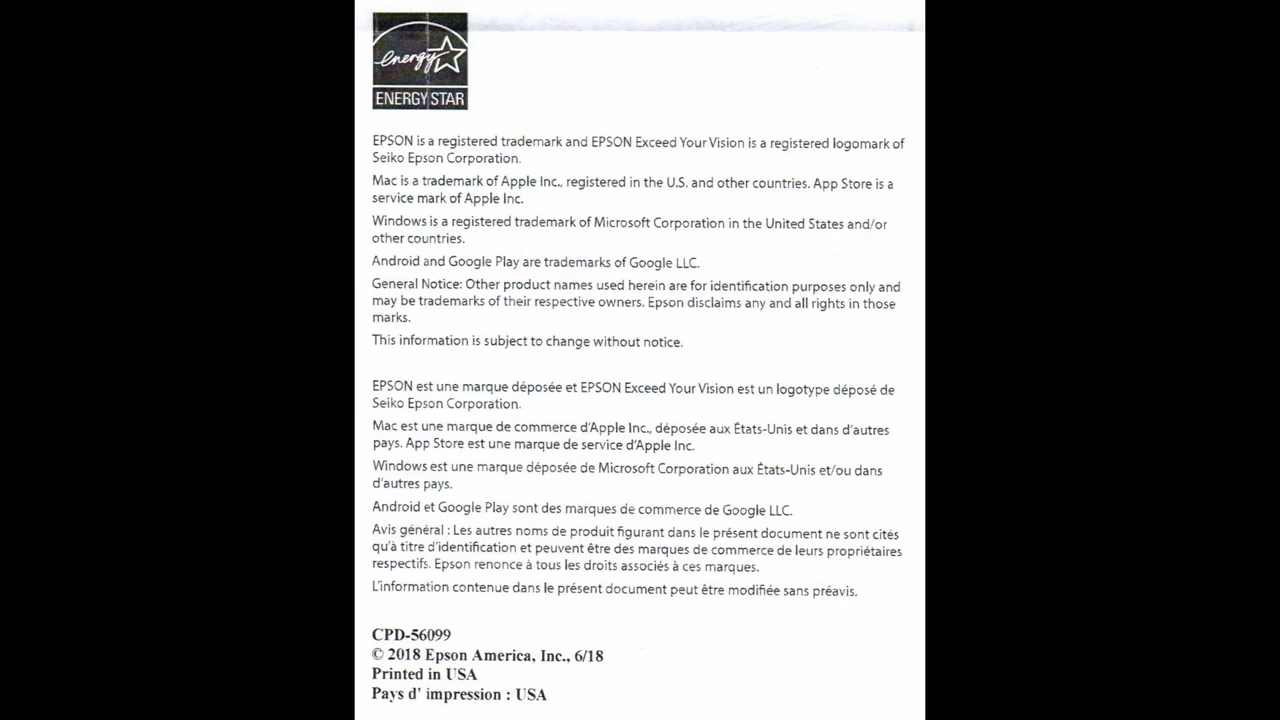 energy
ENERGY STAR
EPSON is a registered trademark and EPSON Exceed Your Vision is a registered logomark of
Seiko Epson Corporation.
Mac is a trademark of Apple Inc., registered in the U.S. and other countries. App Store is a
service mark of Apple Inc.
Windows is a registered trademark of Microsoft Corporation in the United States and/or
other countries.
Android and Google Play are trademarks of Google LLC.
General Notice: Other product names used herein are for identification purposes only and
may be trademarks of their respective owners. Epson disclaims any and all rights in those
marks.
This information is subject to change without notice.
EPSON est une marque déposée et EPSON Exceed Your Vision est un logotype déposé de
Seiko Epson Corporation.
Mac est une marque de commerce d'Apple Inc., déposée aux États-Unis et dans d'autres
pays. App Store est une marque de service d'Apple Inc.
Windows est une marque déposée de Microsoft Corporation aux États-Unis et/ou dans
d'autres pays.
Android et Google Play sont des marques de commerce de Google LLC.
Avis général : Les autres noms de produit figurant dans le présent document ne sont cités
qu'à titre d'identification et peuvent être des marques de commerce de leurs propriétaires
respectifs. Epson renonce à tous les droits associés à ces marques.
L'information contenue dans le présent document peut être modifiée sans préavis.
CPD-56099
© 2018 Epson America, Inc., 6/18
Printed in USA
Pays d' impression : USA